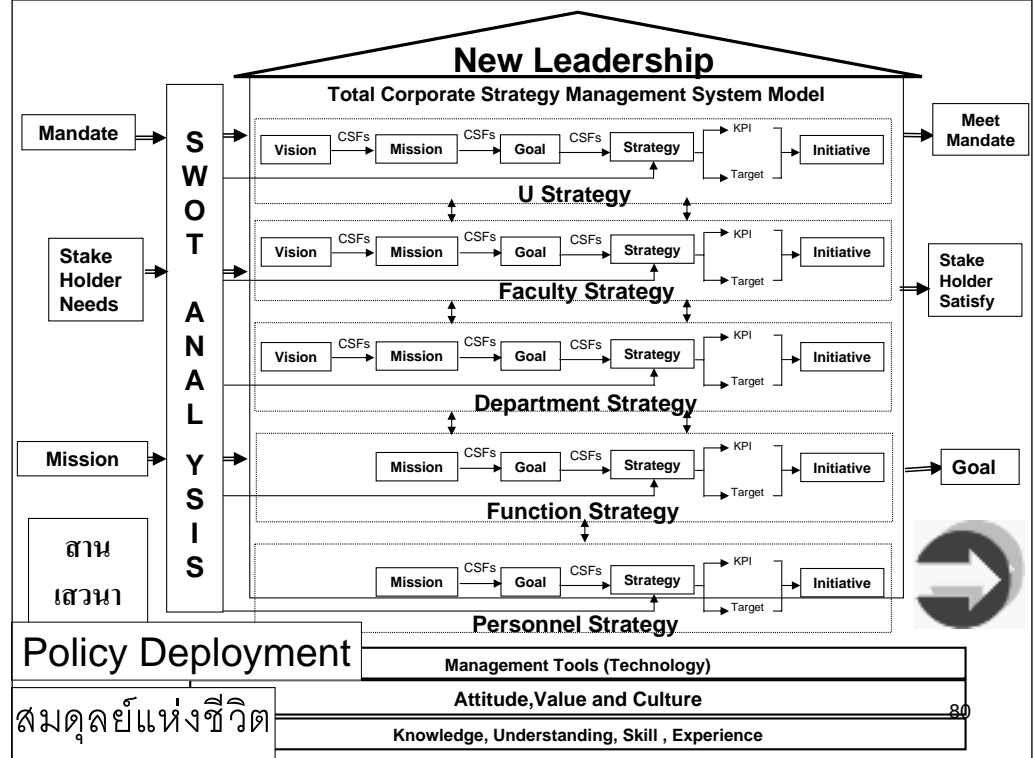 New Leadership
Total Corporate Strategy Management System Model
Mandate
Stake
Holder
Needs
Mission
S
W
O
T
A
N
A
L
Y
S
I
S
Vision
CSFs
Mission
CSFs
Goal
CSFs
Strategy
KPI
Target
Initiative
U Strategy
Vision
CSFs
Mission
CSFs
Goal
CSFs
Strategy
KPI
Target
Initiative
Faculty Strategy
Vision
CSFs
Mission
CSFs
Goal
CSFs
Strategy
KPI
Target
Initiative
Department Strategy
Mission
CSFs
Goal
CSFs
Strategy
KPI
Target
Initiative
Function Strategy
Mission
CSFs
Goal
CSFs
Strategy
KPI
Target
Initiative
Personnel Strategy
Meet
Mandate
Stake
Holder
Satisfy
Goal
สาน
เสวนา
Policy Deployment
สมดุลย์แห่งชีวิต
Management Tools (Technology)
Attitude,Value and Culture
80
Knowledge, Understanding, Skill , Experience